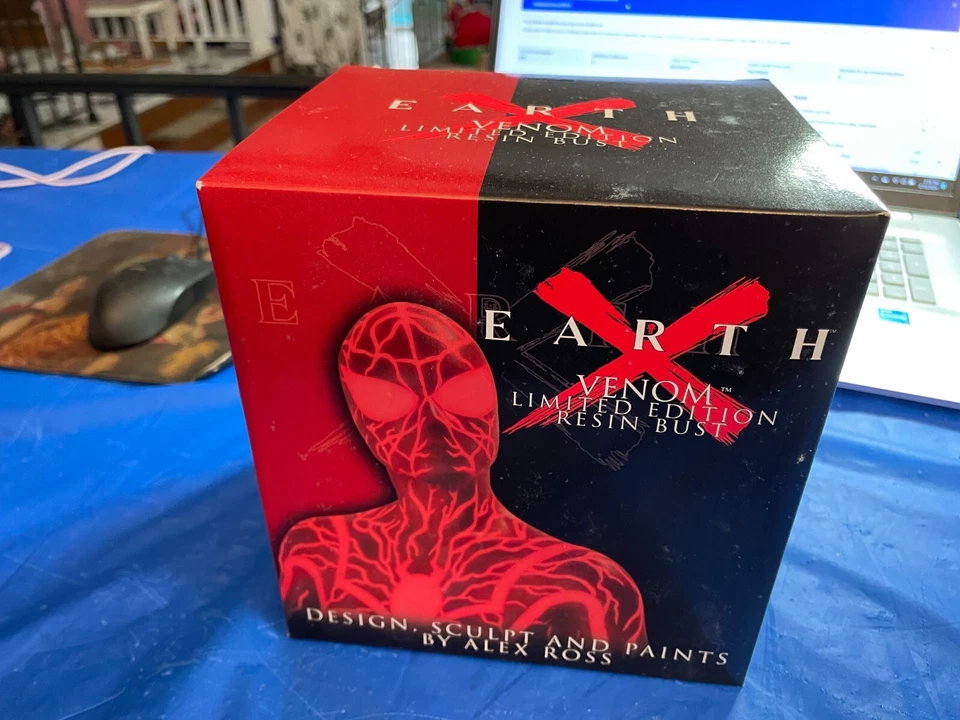 EARTH
VENOM
LIMITED EDITION
RESIN BUST
E
EARTH
VENOM™
LIMITED EDITION
RESIN BUST
DESIGN, SCULPT AND PAINTS
BY ALEX ROSS